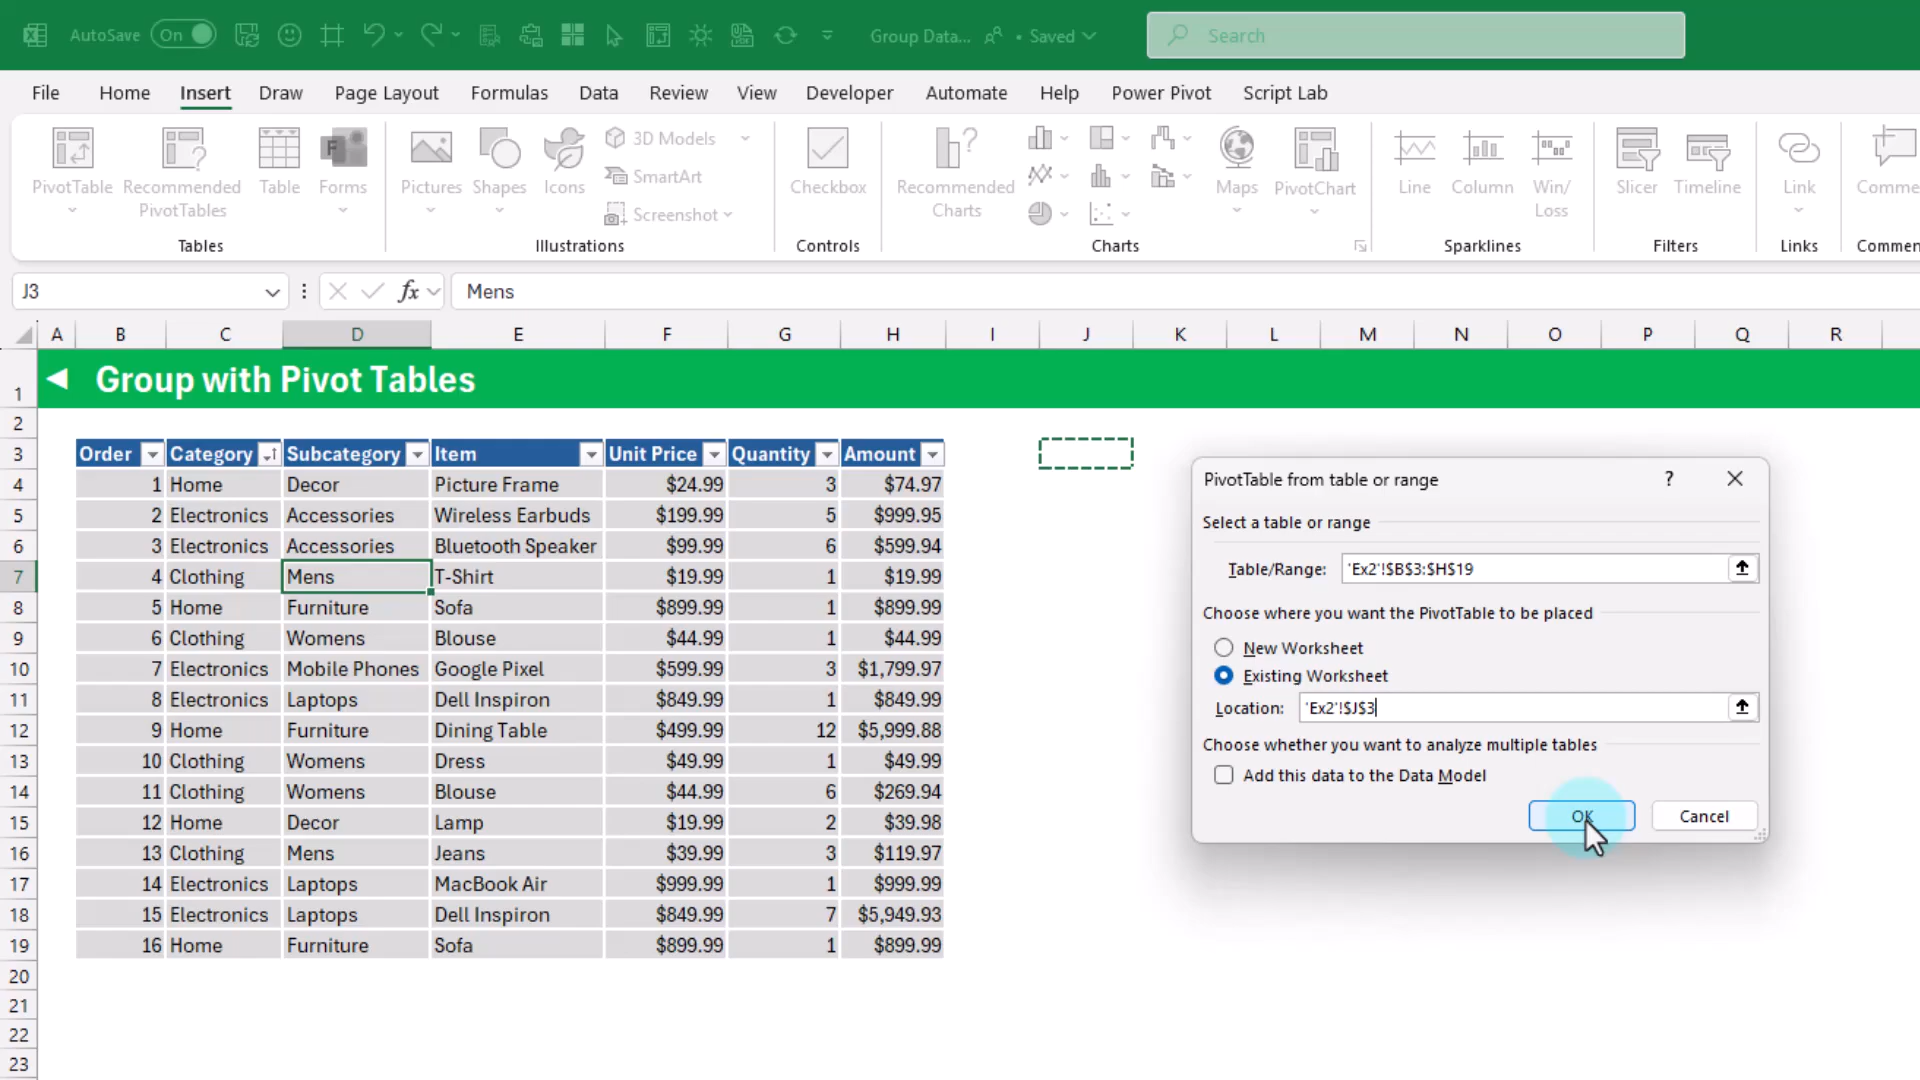 AutoSave On Group Data... • Saved Search
File Home Insert Draw Page Layout Formulas Data Review View Developer Automate Help Power Pivot Script Lab
PivotTable Recommended PivotTables Table Forms
Tables
Pictures Shapes Icons 3D Models SmartArt Screenshot
Illustrations
Checkbox
Controls
Recommended Charts Maps PivotChart
Charts
Line Column Win/Loss
Sparklines
Slicer Timeline
Filters
Link
Links
Comme
Commen
J3 fx Mens
A B C D E F G H I J K L M N O P Q R
1 Group with Pivot Tables
2
3 Order Category Subcategory Item Unit Price Quantity Amount
4 1 Home Decor Picture Frame $24.99 3 $74.97
5 2 Electronics Accessories Wireless Earbuds $199.99 5 $999.95
6 3 Electronics Accessories Bluetooth Speaker $99.99 6 $599.94
7 4 Clothing Mens T-Shirt $19.99 1 $19.99
8 5 Home Furniture Sofa $899.99 1 $899.99
9 6 Clothing Womens Blouse $44.99 1 $44.99
10 7 Electronics Mobile Phones Google Pixel $599.99 3 $1,799.97
11 8 Electronics Laptops Dell Inspiron $849.99 1 $849.99
12 9 Home Furniture Dining Table $499.99 12 $5,999.88
13 10 Clothing Womens Dress $49.99 1 $49.99
14 11 Clothing Womens Blouse $44.99 6 $269.94
15 12 Home Decor Lamp $19.99 2 $39.98
16 13 Clothing Mens Jeans $39.99 3 $119.97
17 14 Electronics Laptops MacBook Air $999.99 1 $999.99
18 15 Electronics Laptops Dell Inspiron $849.99 7 $5,949.93
19 16 Home Furniture Sofa $899.99 1 $899.99
20
21
22
23
PivotTable from table or range ?
Select a table or range
Table/Range: 'Ex2'!$B$3:$H$19
Choose where you want the PivotTable to be placed
New Worksheet
Existing Worksheet
Location: 'Ex2'!$J$3
Choose whether you want to analyze multiple tables
Add this data to the Data Model
OK Cancel